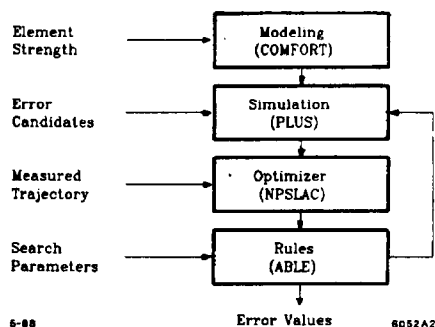 Element
Strength
Modeling
(COMFORT)
Error
Candidates
Simulation
(PLUS)
Measured
Trajectory
Optimizer
(NPSLAC)
Search
Parameters
Rules
(ABLE)
6-88
Error Values
6052A2